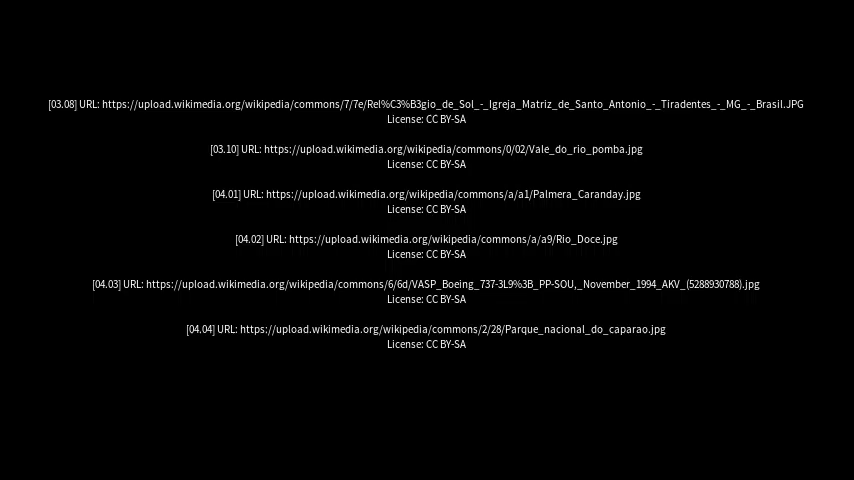 [03.08] URL: https://upload.wikimedia.org/wikipedia/commons/7/7e/Rel%C3%B3gio_de_Sol_-_Igreja_Matriz_de_Santo_Antonio_-_Tiradentes_-_MG_-_Brasil.JPG
License: CC BY-SA
[03.10] URL: https://upload.wikimedia.org/wikipedia/commons/0/02/Vale_do_rio_pomba.jpg
License: CC BY-SA
[04.01] URL: https://upload.wikimedia.org/wikipedia/commons/a/a1/Palmera_Caranday.jpg
License: CC BY-SA
[04.02] URL: https://upload.wikimedia.org/wikipedia/commons/a/a9/Rio_Doce.jpg
License: CC BY-SA
[04.03] URL: https://upload.wikimedia.org/wikipedia/commons/6/6d/VASP_Boeing_737-3L9%3B_PP-SOU,_November_1994_AKV_(5288930788).jpg
License: CC BY-SA
[04.04] URL: https://upload.wikimedia.org/wikipedia/commons/2/28/Parque_nacional_do_caparao.jpg
License: CC BY-SA